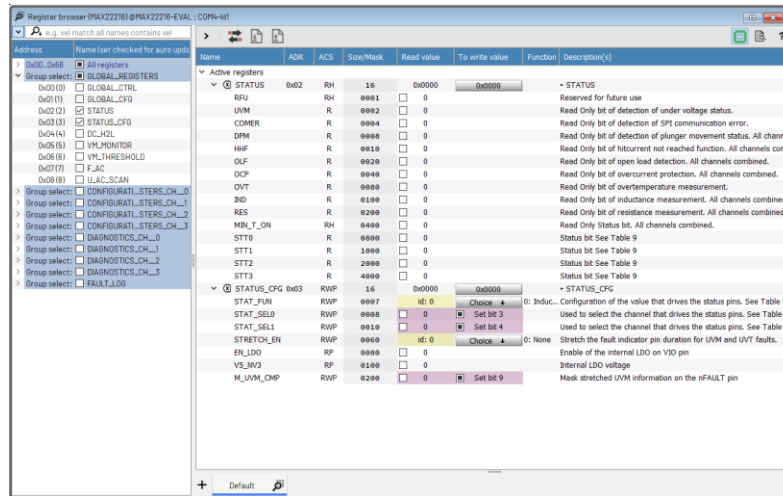 Register browser (MAX22216) @MAX22216-EVAL : COM4-Id1
e.g. vel match all names contains vel
Address Name(set checked for auto upda
0x00...0x66 All registers
Group select: GLOBAL_REGISTERS
0x00(0) GLOBAL_CTRL
0x01(1) GLOBAL_CFG
0x02(2) STATUS
0x03(3) STATUS_CFG
0x04(4) DC_H2L
0x05(5) VM_MONITOR
0x06(6) VM_THRESHOLD
0x07(7) F_AC
0x08(8) U_AC_SCAN
Group select: CONFIGURATI...STERS_CH__0
Group select: CONFIGURATI...STERS_CH__1
Group select: CONFIGURATI...STERS_CH__2
Group select: CONFIGURATI...STERS_CH__3
Group select: DIAGNOSTICS_CH__0
Group select: DIAGNOSTICS_CH__1
Group select: DIAGNOSTICS_CH__2
Group select: DIAGNOSTICS_CH__3
Group select: FAULT_LOG
Name ADR ACS Size/Mask Read value To write value Function Description(s)
Active registers
STATUS 0x02 RH 16 0x0000 0x0000 - STATUS
RFU RH 0001 0 Reserved for future use
UVM R 0002 0 Read Only bit of detection of under voltage status.
COMER R 0004 0 Read Only bit of detection of SPI communication error.
DPM R 0008 0 Read Only bit of detection of plunger movement status. All chann
HHF R 0010 0 Read Only bit of hitcurrent not reached function. All channels com
OLF R 0020 0 Read Only bit of open load detection. All channels combined.
OCP R 0040 0 Read Only bit of overcurrent protection. All channels combined.
OVT R 0080 0 Read Only bit of overtemperature measurement.
IND R 0100 0 Read Only bit of inductance measurement. All channels combined
RES R 0200 0 Read Only bit of resistance measurement. All channels combined.
MIN_T_ON RH 0400 0 Read Only Status bit. All channels combined.
STT0 R 0800 0 Status bit See Table 9
STT1 R 1000 0 Status bit See Table 9
STT2 R 2000 0 Status bit See Table 9
STT3 R 4000 0 Status bit See Table 9
STATUS_CFG 0x03 RWP 16 0x0000 0x0000 - STATUS_CFG
STAT_FUN RWP 0007 id: 0 Choice 0: Induc... Configuration of the value that drives the status pins. See Table
STAT_SEL0 RWP 0008 0 Set bit 3 Used to select the channel that drives the status pins. See Table
STAT_SEL1 RWP 0010 0 Set bit 4 Used to select the channel that drives the status pins. See Table
STRETCH_EN RWP 0060 id: 0 Choice 0: None Stretch the fault indicator pin duration for UVM and UVT faults.
EN_LDO RP 0080 0 Enable of the internal LDO on VIO pin
V5_NV3 RP 0100 0 Internal LDO voltage
M_UVM_CMP RWP 0200 0 Set bit 9 Mask stretched UVM information on the nFAULT pin
+ Default